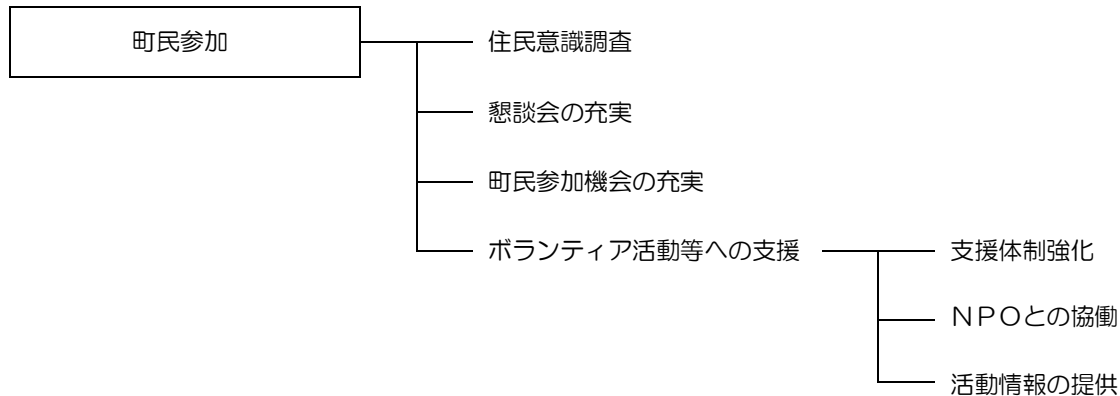 町民参加
住民意識調査
懇談会の充実
町民参加機会の充実
ボランティア活動等への支援
支援体制強化
ＮＰＯとの協働
活動情報の提供